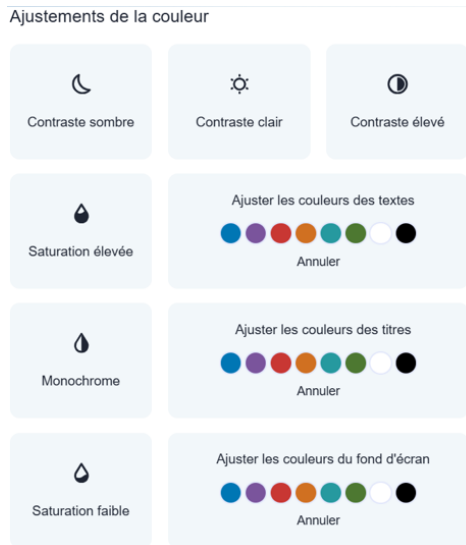 Ajustements de la couleur
Contraste sombre
Contraste clair
Contraste élevé
Saturation élevée
Ajuster les couleurs des textes
Annuler
Monochrome
Ajuster les couleurs des titres
Annuler
Saturation faible
Ajuster les couleurs du fond d'écran
Annuler